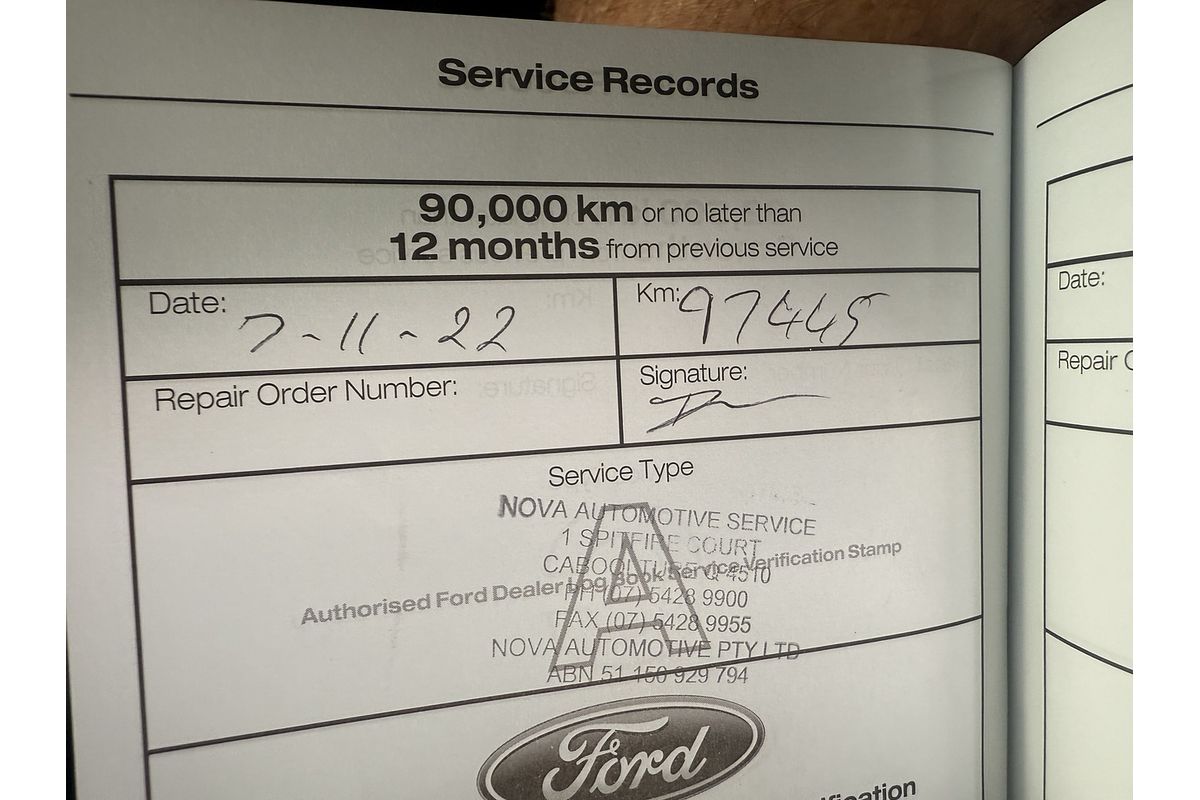 Service Records
90,000 km or no later than
12 months from previous service
Date: 7-11-22
Km: 97445
Repair Order Number:
Signature:
Service Type
A
NOVA AUTOMOTIVE SERVICE
1 SPITFIRE COURT
CABOOLTURE Q 4510
Authorised Ford Dealer Log Book Service Verification Stamp
PH (07) 5428 9900
FAX (07) 5428 9955
NOVA AUTOMOTIVE PTY LTD
ABN 51 150 929 794
Ford
Date: